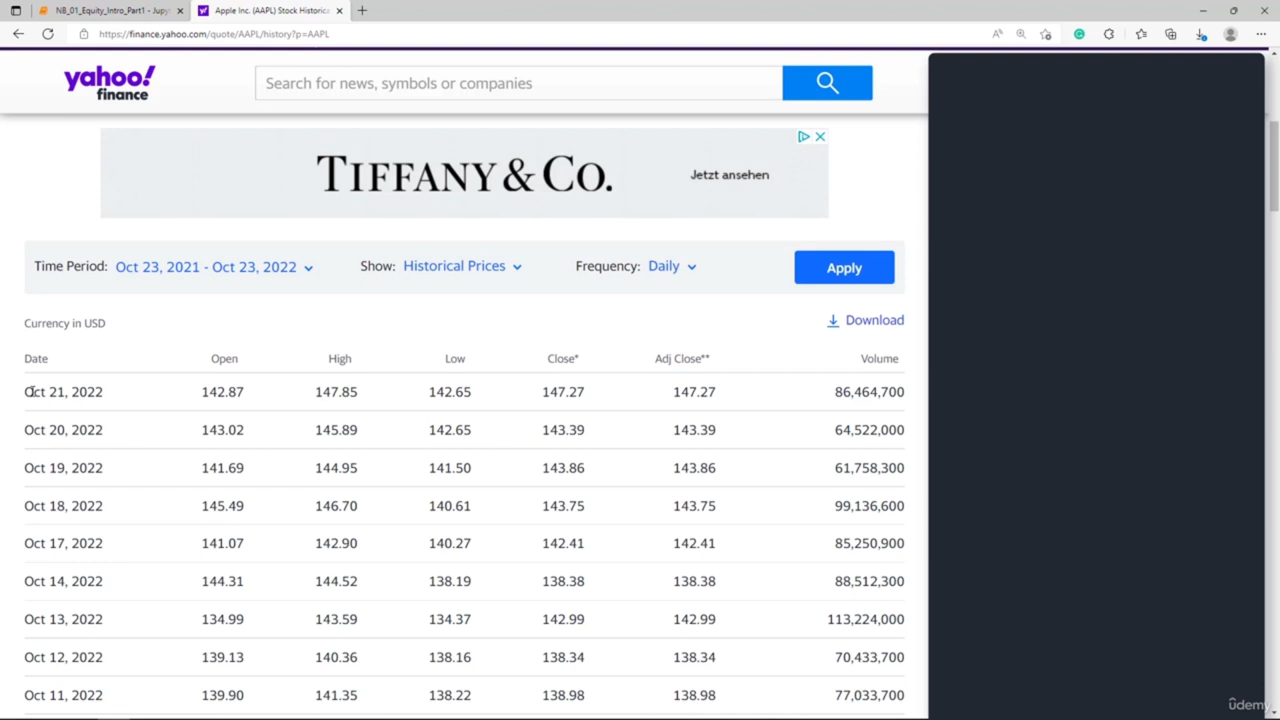 NB_01_Equity_Intro_Part1 - Jupy
Apple Inc. (AAPL) Stock Historica
https://finance.yahoo.com/quote/AAPL/history?p=AAPL
yahoo!
finance
Search for news, symbols or companies
TIFFANY & CO.
Jetzt ansehen
Time Period: Oct 23, 2021 - Oct 23, 2022 Show: Historical Prices Frequency: Daily Apply
Currency in USD Download
Date Open High Low Close* Adj Close** Volume
Oct 21, 2022 142.87 147.85 142.65 147.27 147.27 86,464,700
Oct 20, 2022 143.02 145.89 142.65 143.39 143.39 64,522,000
Oct 19, 2022 141.69 144.95 141.50 143.86 143.86 61,758,300
Oct 18, 2022 145.49 146.70 140.61 143.75 143.75 99,136,600
Oct 17, 2022 141.07 142.90 140.27 142.41 142.41 85,250,900
Oct 14, 2022 144.31 144.52 138.19 138.38 138.38 88,512,300
Oct 13, 2022 134.99 143.59 134.37 142.99 142.99 113,224,000
Oct 12, 2022 139.13 140.36 138.16 138.34 138.34 70,433,700
Oct 11, 2022 139.90 141.35 138.22 138.98 138.98 77,033,700
ûdemy